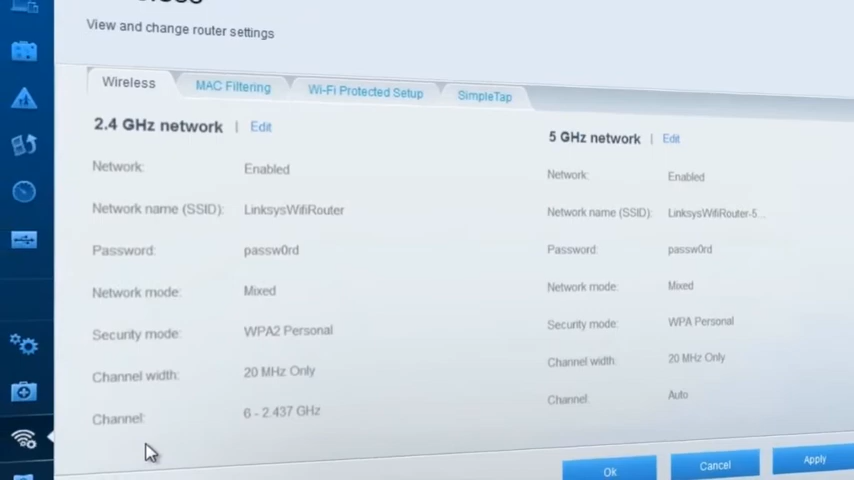 View and change router settings
Wireless
MAC Filtering
Wi-Fi Protected Setup
SimpleTap
2.4 GHz network | Edit
Network: Enabled
Network name (SSID): LinksysWifiRouter
Password: passw0rd
Network mode: Mixed
Security mode: WPA2 Personal
Channel width: 20 MHz Only
Channel: 6 - 2.437 GHz
5 GHz network | Edit
Network: Enabled
Network name (SSID): LinksysWifiRouter-5...
Password: passw0rd
Network mode: Mixed
Security mode: WPA Personal
Channel width: 20 MHz Only
Channel: Auto
Ok
Cancel
Apply